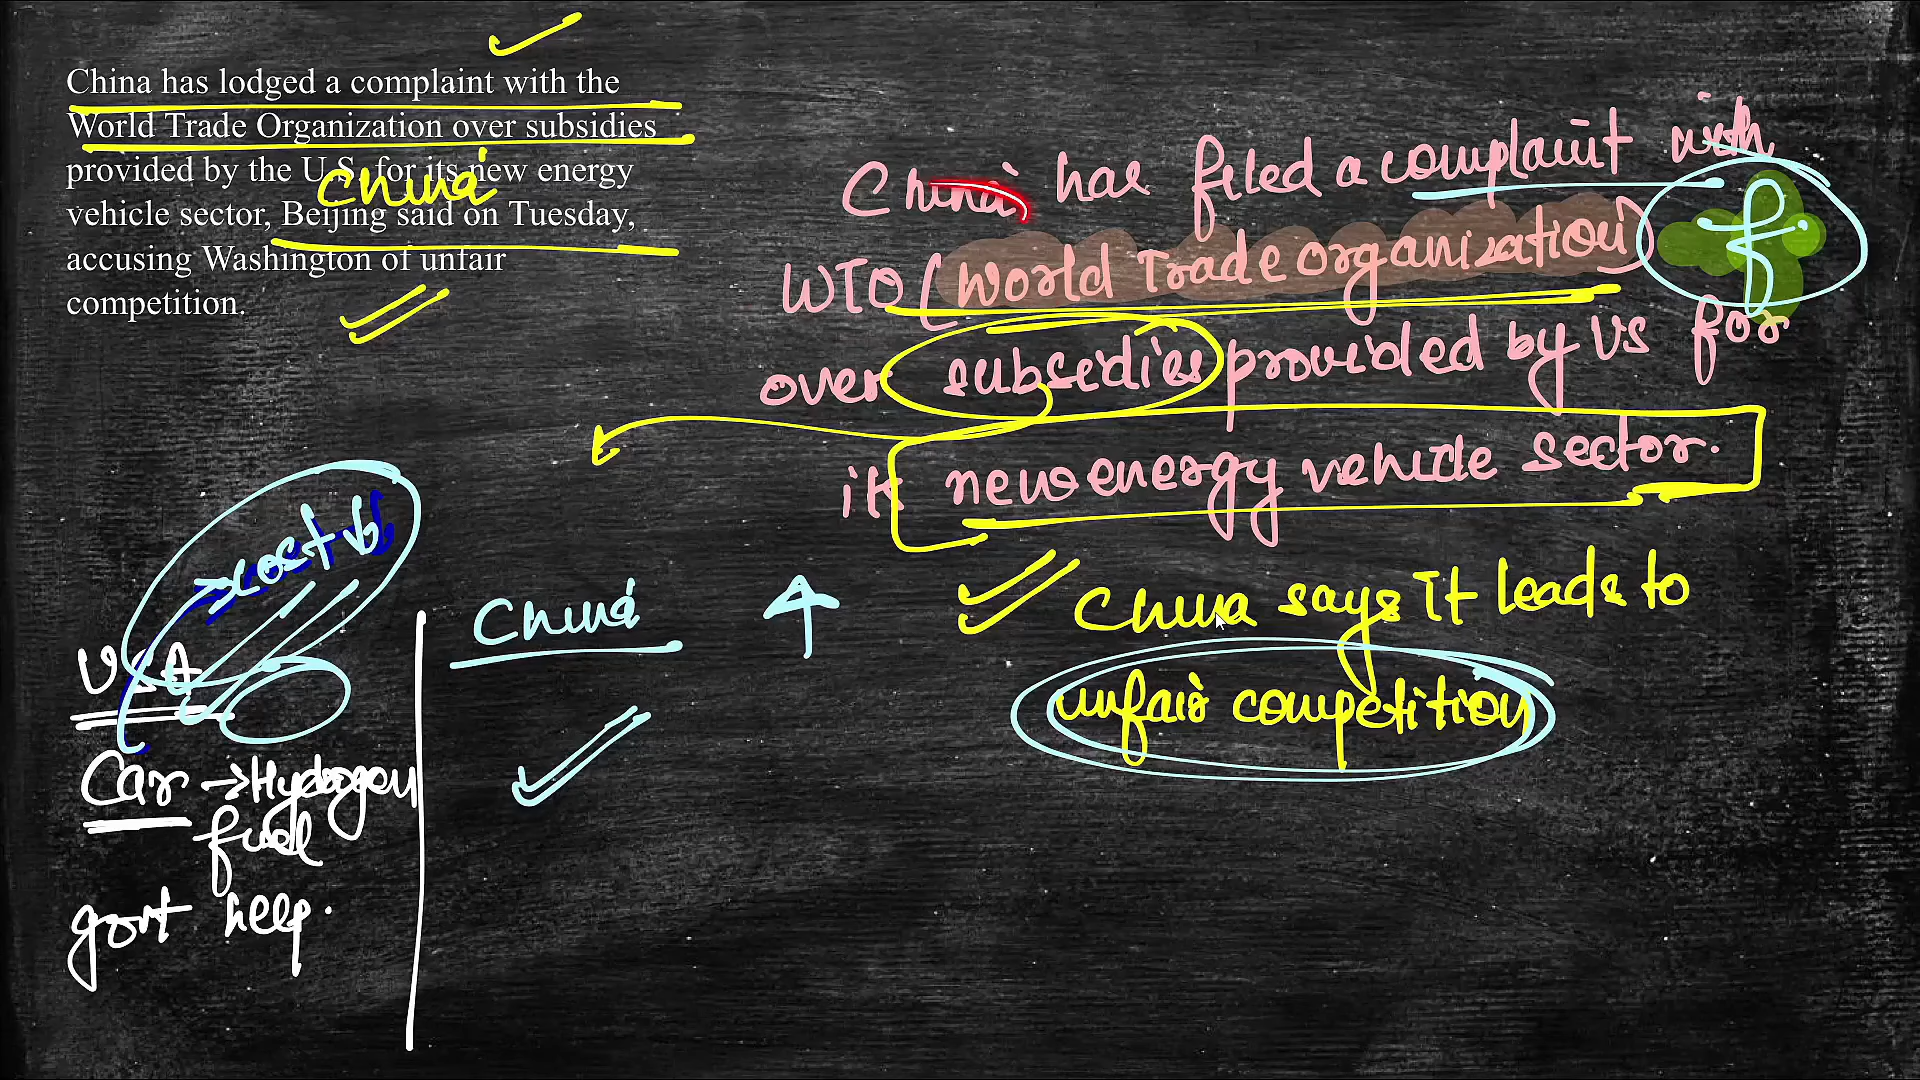 China has lodged a complaint with the
World Trade Organization over subsidies
provided by the U.S. for its new energy
China
vehicle sector, Beijing said on Tuesday,
accusing Washington of unfair
competition.
China has filed a complaint with
WTO (World Trade organization)
over subsidies provided by US for
it new energy vehicle sector.
China says It leads to
unfair competition
→ cost
USA
Car → Hydrogen
fuel
govt help.
China ↑